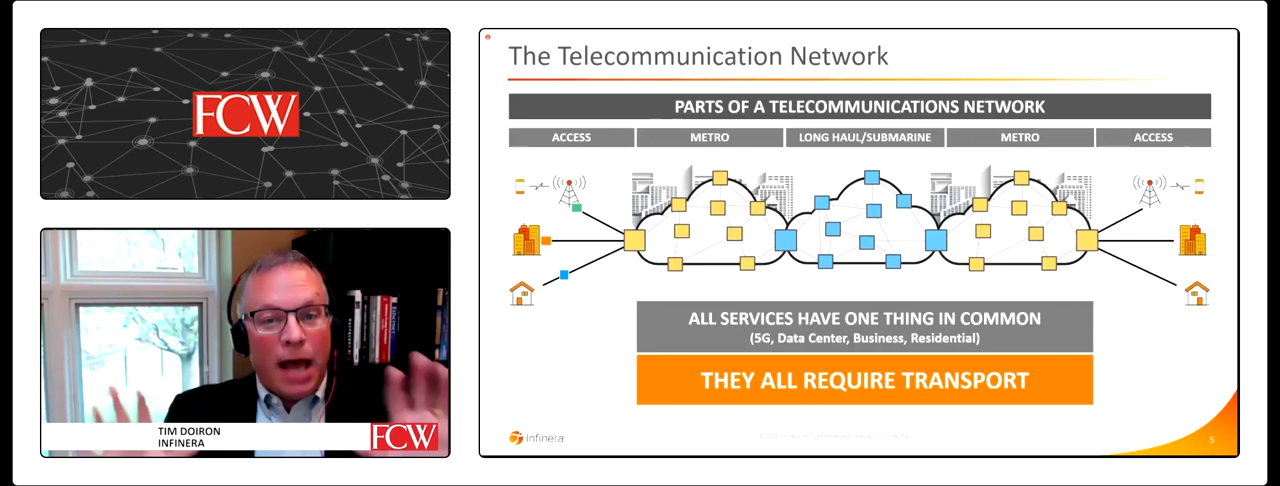 FCW
TIM DOIRON
INFINERA
FCW
The Telecommunication Network
PARTS OF A TELECOMMUNICATIONS NETWORK
ACCESS
METRO
LONG HAUL/SUBMARINE
METRO
ACCESS
ALL SERVICES HAVE ONE THING IN COMMON
(5G, Data Center, Business, Residential)
THEY ALL REQUIRE TRANSPORT
Infinera
5